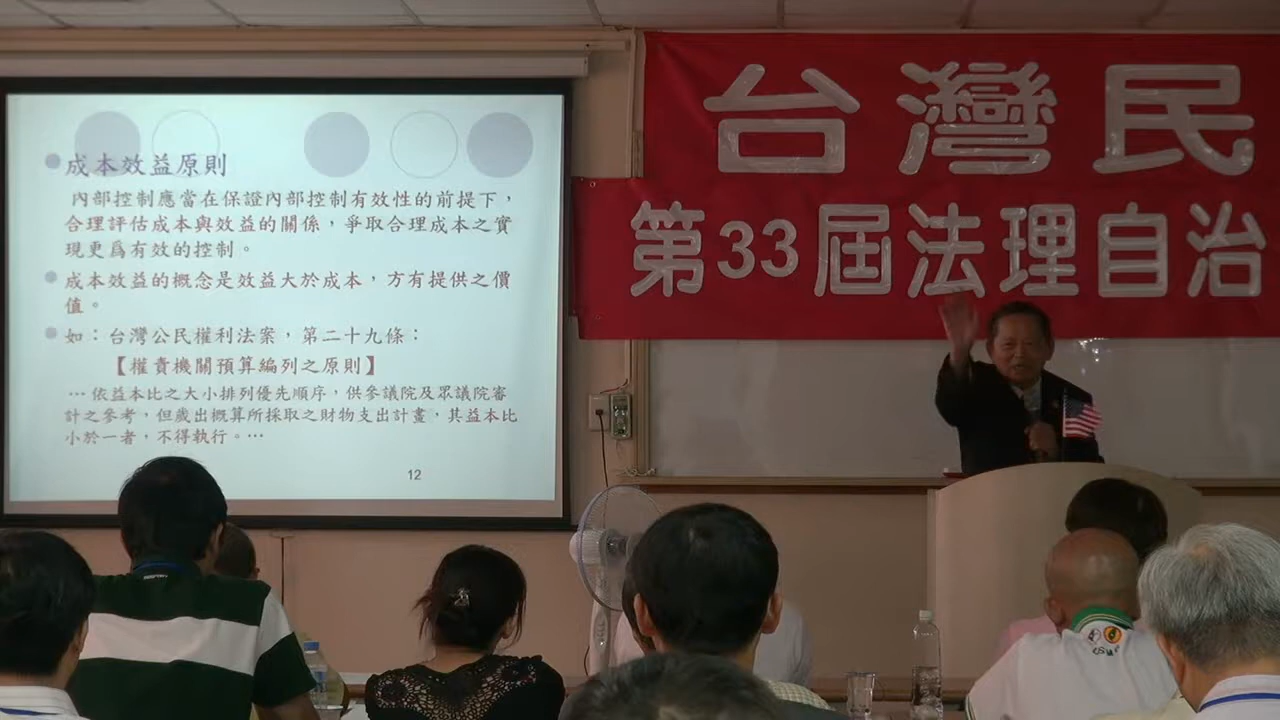 成本效益原則
內部控制應當在保證內部控制有效性的前提下，
合理評估成本與效益的關係，爭取合理成本之實
現更爲有效的控制。
成本效益的概念是效益大於成本，方有提供之價
值。
如：台灣公民權利法案，第二十九條：
【權責機關預算編列之原則】
…依益本比之大小排列優先順序，供參議院及眾議院審
計之參考，但歲出概算所採取之財物支出計畫，其益本比
小於一者，不得執行。…
12
台灣民
第33屆法理自治